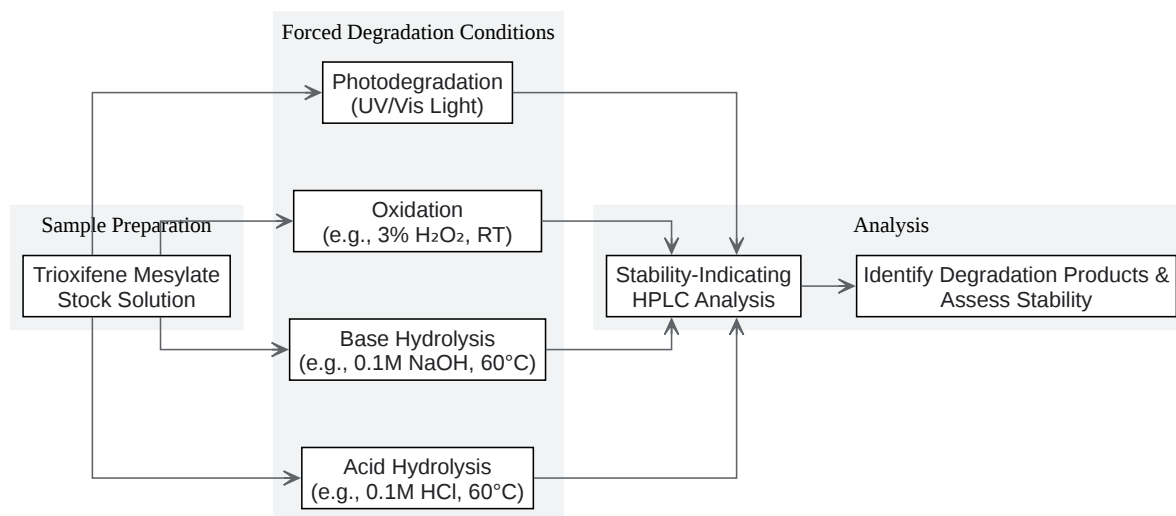 Forced Degradation Conditions
Photodegradation
(UV/Vis Light)
Sample Preparation
Trioxifene Mesylate
Stock Solution
Oxidation
(e.g., 3% H₂O₂, RT)
Base Hydrolysis
(e.g., 0.1M NaOH, 60°C)
Acid Hydrolysis
(e.g., 0.1M HCl, 60°C)
Analysis
Stability-Indicating
HPLC Analysis
Identify Degradation Products &
Assess Stability